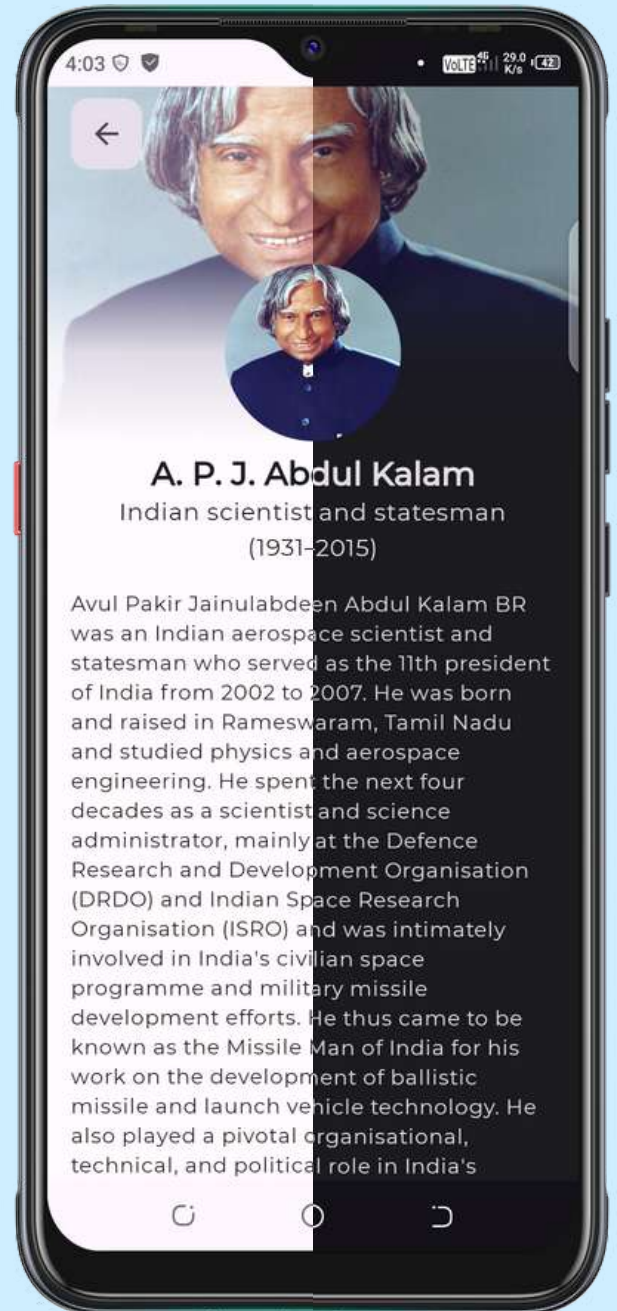 4:03
VoLTE 4G 29.0 K/s 42
A. P. J. Abdul Kalam
Indian scientist and statesman
(1931–2015)
Avul Pakir Jainulabdeen Abdul Kalam BR
was an Indian aerospace scientist and
statesman who served as the 11th president
of India from 2002 to 2007. He was born
and raised in Rameswaram, Tamil Nadu
and studied physics and aerospace
engineering. He spent the next four
decades as a scientist and science
administrator, mainly at the Defence
Research and Development Organisation
(DRDO) and Indian Space Research
Organisation (ISRO) and was intimately
involved in India's civilian space
programme and military missile
development efforts. He thus came to be
known as the Missile Man of India for his
work on the development of ballistic
missile and launch vehicle technology. He
also played a pivotal organisational,
technical, and political role in India's